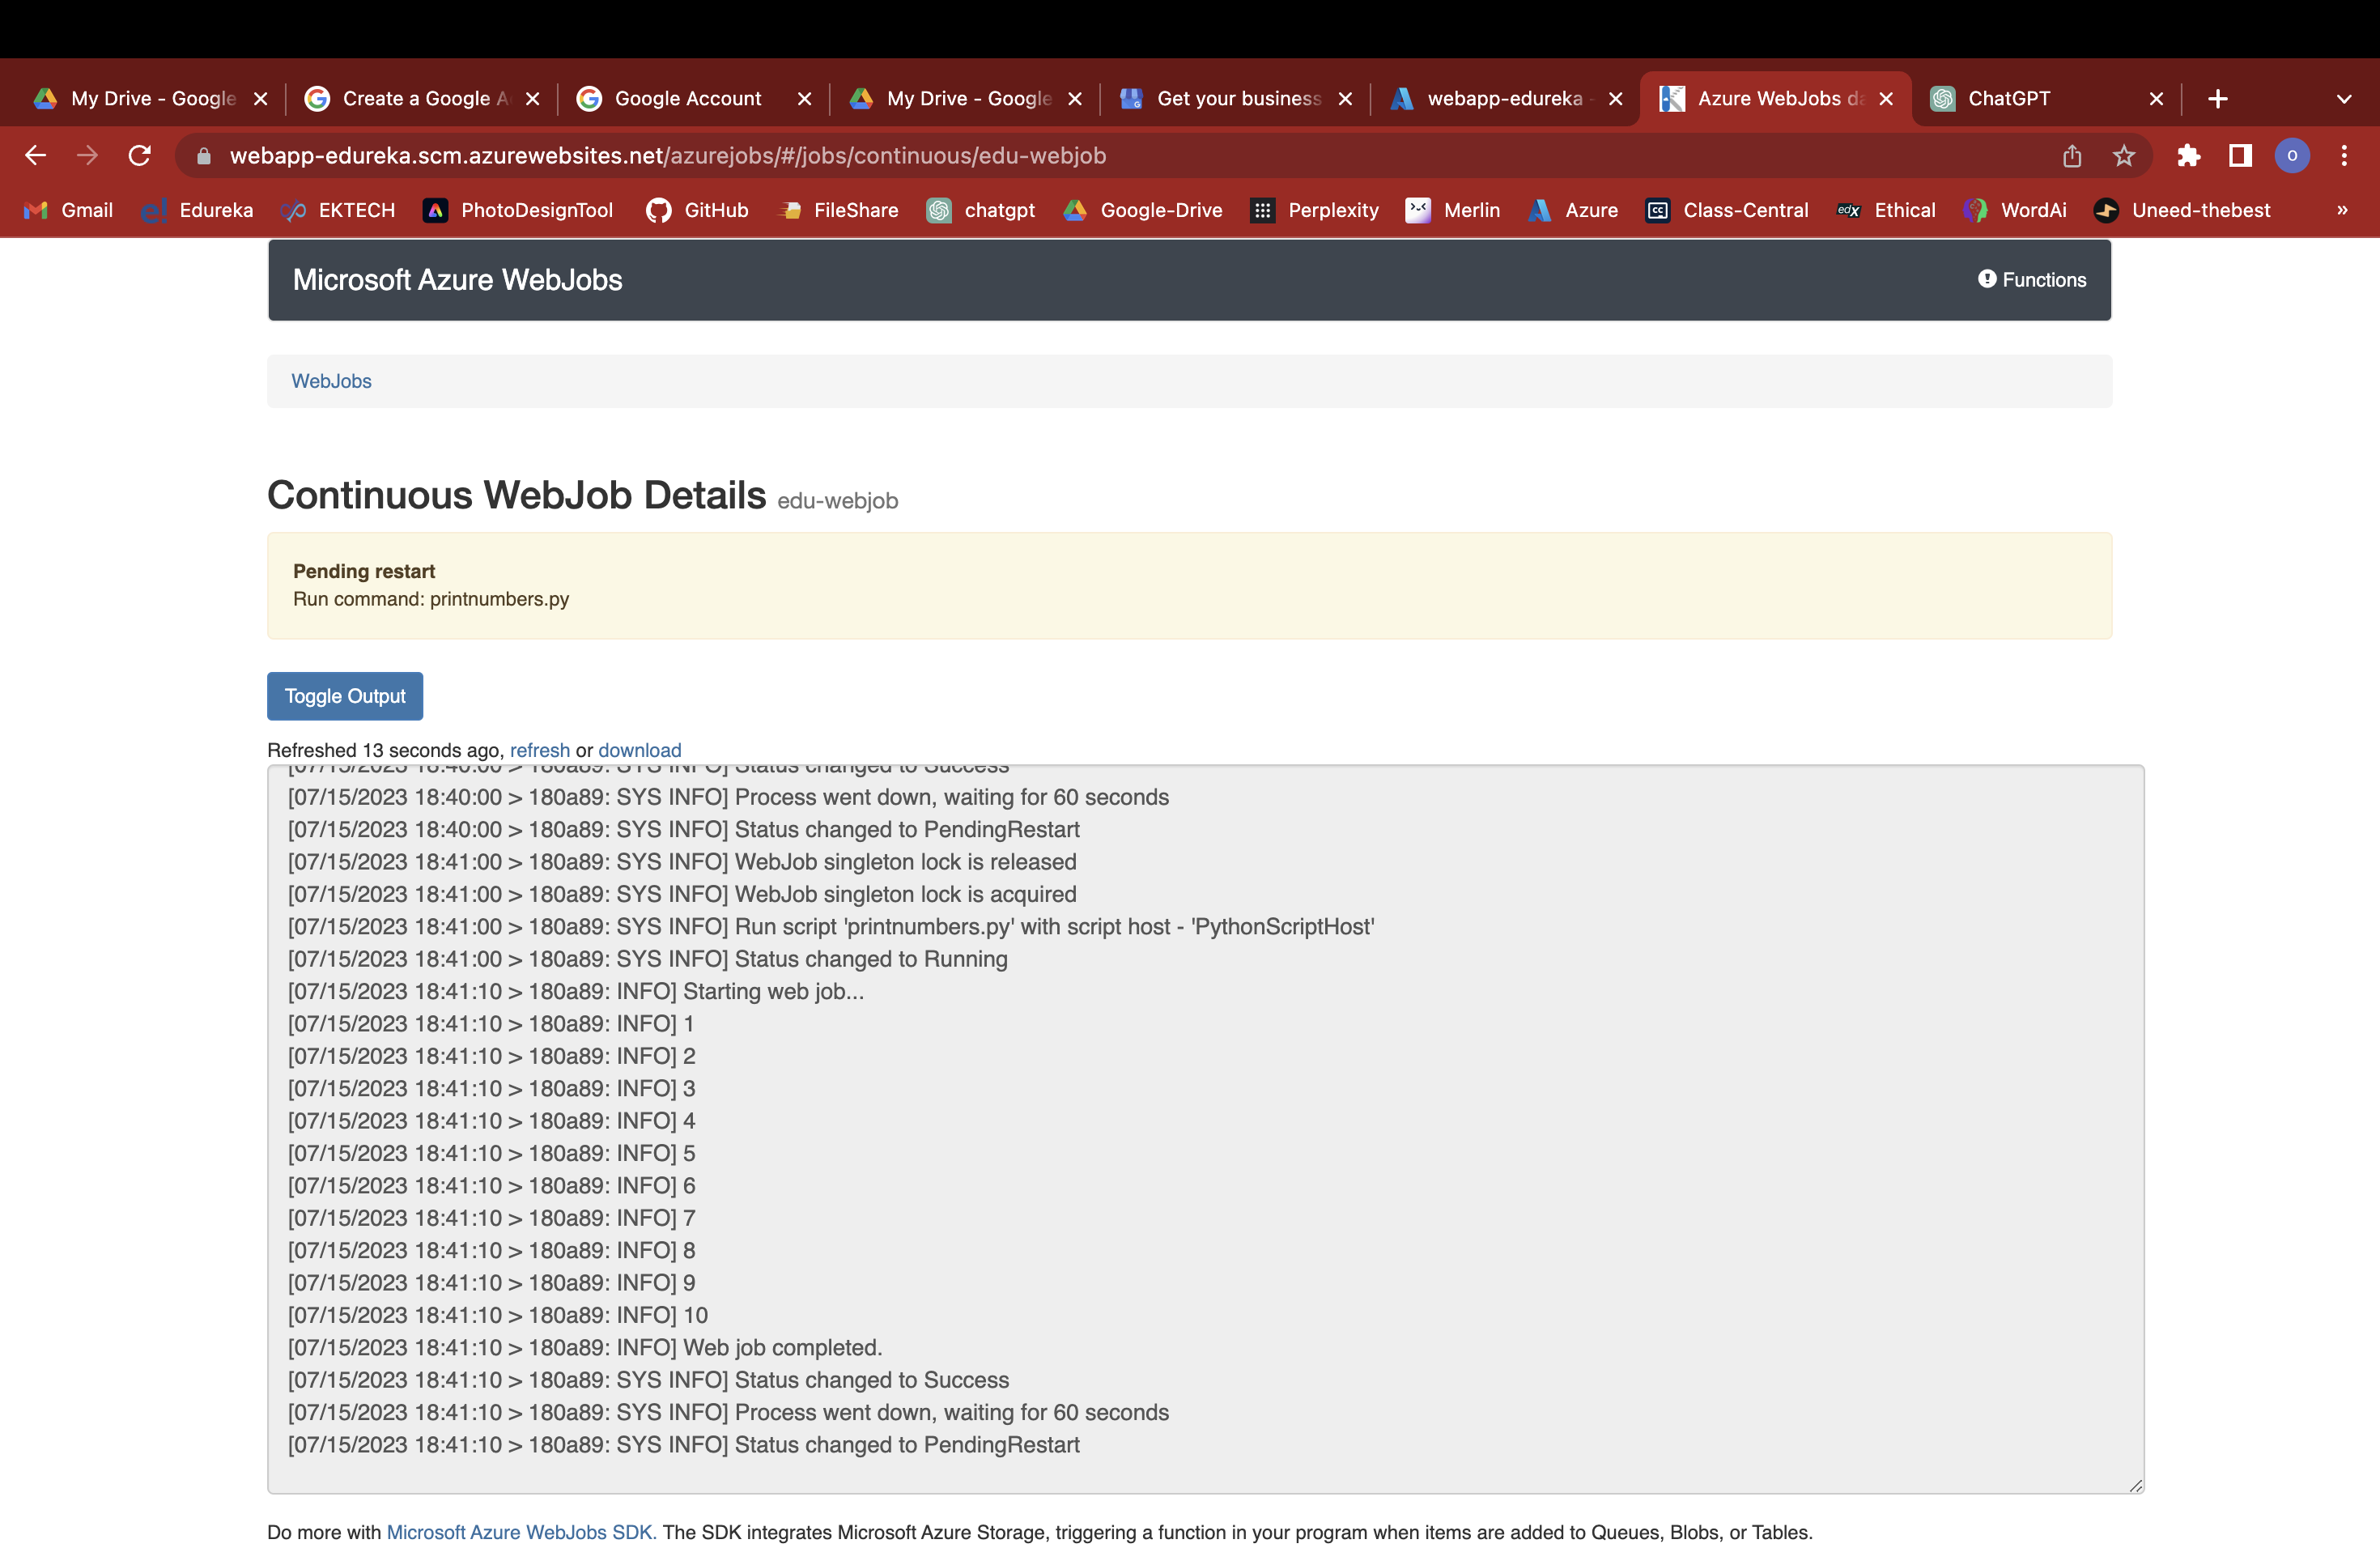 My Drive - Google
Create a Google A
Google Account
My Drive - Google
Get your business
webapp-edureka -
Azure WebJobs da
ChatGPT
webapp-edureka.scm.azurewebsites.net/azurejobs/#/jobs/continuous/edu-webjob
O
Gmail
e! Edureka
EKTECH
PhotoDesignTool
GitHub
FileShare
chatgpt
Google-Drive
Perplexity
Merlin
Azure
CC Class-Central
edX Ethical
WordAi
Uneed-thebest
»
Microsoft Azure WebJobs
Functions
WebJobs
Continuous WebJob Details edu-webjob
Pending restart
Run command: printnumbers.py
Toggle Output
Refreshed 13 seconds ago, refresh or download
[07/15/2023 18:40:00 > 180a89: SYS INFO] Status changed to Success
[07/15/2023 18:40:00 > 180a89: SYS INFO] Process went down, waiting for 60 seconds
[07/15/2023 18:40:00 > 180a89: SYS INFO] Status changed to PendingRestart
[07/15/2023 18:41:00 > 180a89: SYS INFO] WebJob singleton lock is released
[07/15/2023 18:41:00 > 180a89: SYS INFO] WebJob singleton lock is acquired
[07/15/2023 18:41:00 > 180a89: SYS INFO] Run script 'printnumbers.py' with script host - 'PythonScriptHost'
[07/15/2023 18:41:00 > 180a89: SYS INFO] Status changed to Running
[07/15/2023 18:41:10 > 180a89: INFO] Starting web job...
[07/15/2023 18:41:10 > 180a89: INFO] 1
[07/15/2023 18:41:10 > 180a89: INFO] 2
[07/15/2023 18:41:10 > 180a89: INFO] 3
[07/15/2023 18:41:10 > 180a89: INFO] 4
[07/15/2023 18:41:10 > 180a89: INFO] 5
[07/15/2023 18:41:10 > 180a89: INFO] 6
[07/15/2023 18:41:10 > 180a89: INFO] 7
[07/15/2023 18:41:10 > 180a89: INFO] 8
[07/15/2023 18:41:10 > 180a89: INFO] 9
[07/15/2023 18:41:10 > 180a89: INFO] 10
[07/15/2023 18:41:10 > 180a89: INFO] Web job completed.
[07/15/2023 18:41:10 > 180a89: SYS INFO] Status changed to Success
[07/15/2023 18:41:10 > 180a89: SYS INFO] Process went down, waiting for 60 seconds
[07/15/2023 18:41:10 > 180a89: SYS INFO] Status changed to PendingRestart
Do more with Microsoft Azure WebJobs SDK. The SDK integrates Microsoft Azure Storage, triggering a function in your program when items are added to Queues, Blobs, or Tables.